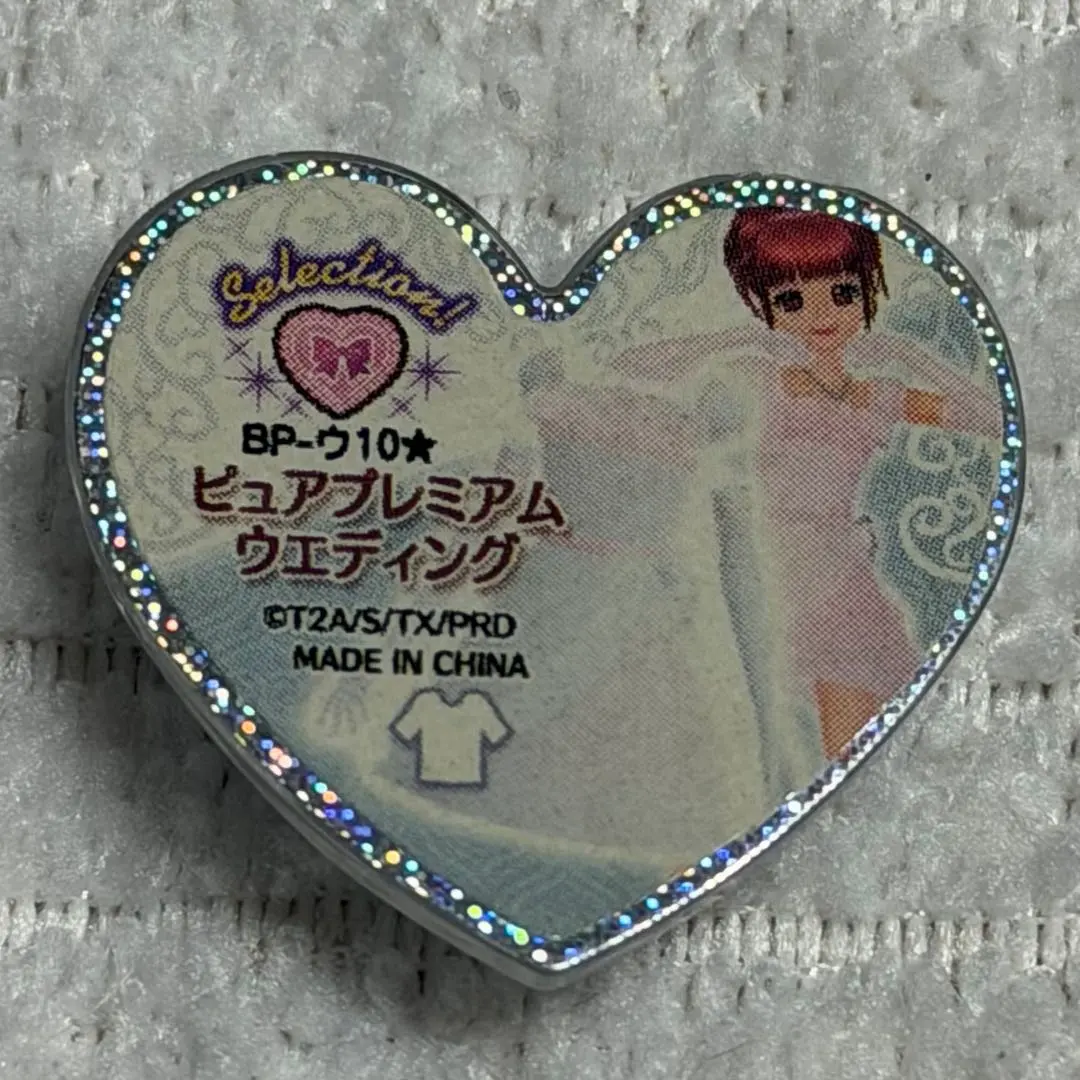 Selection!
BP-ウ10★
ピュアプレミアム
ウエディング
©T2A/S/TX/PRD
MADE IN CHINA